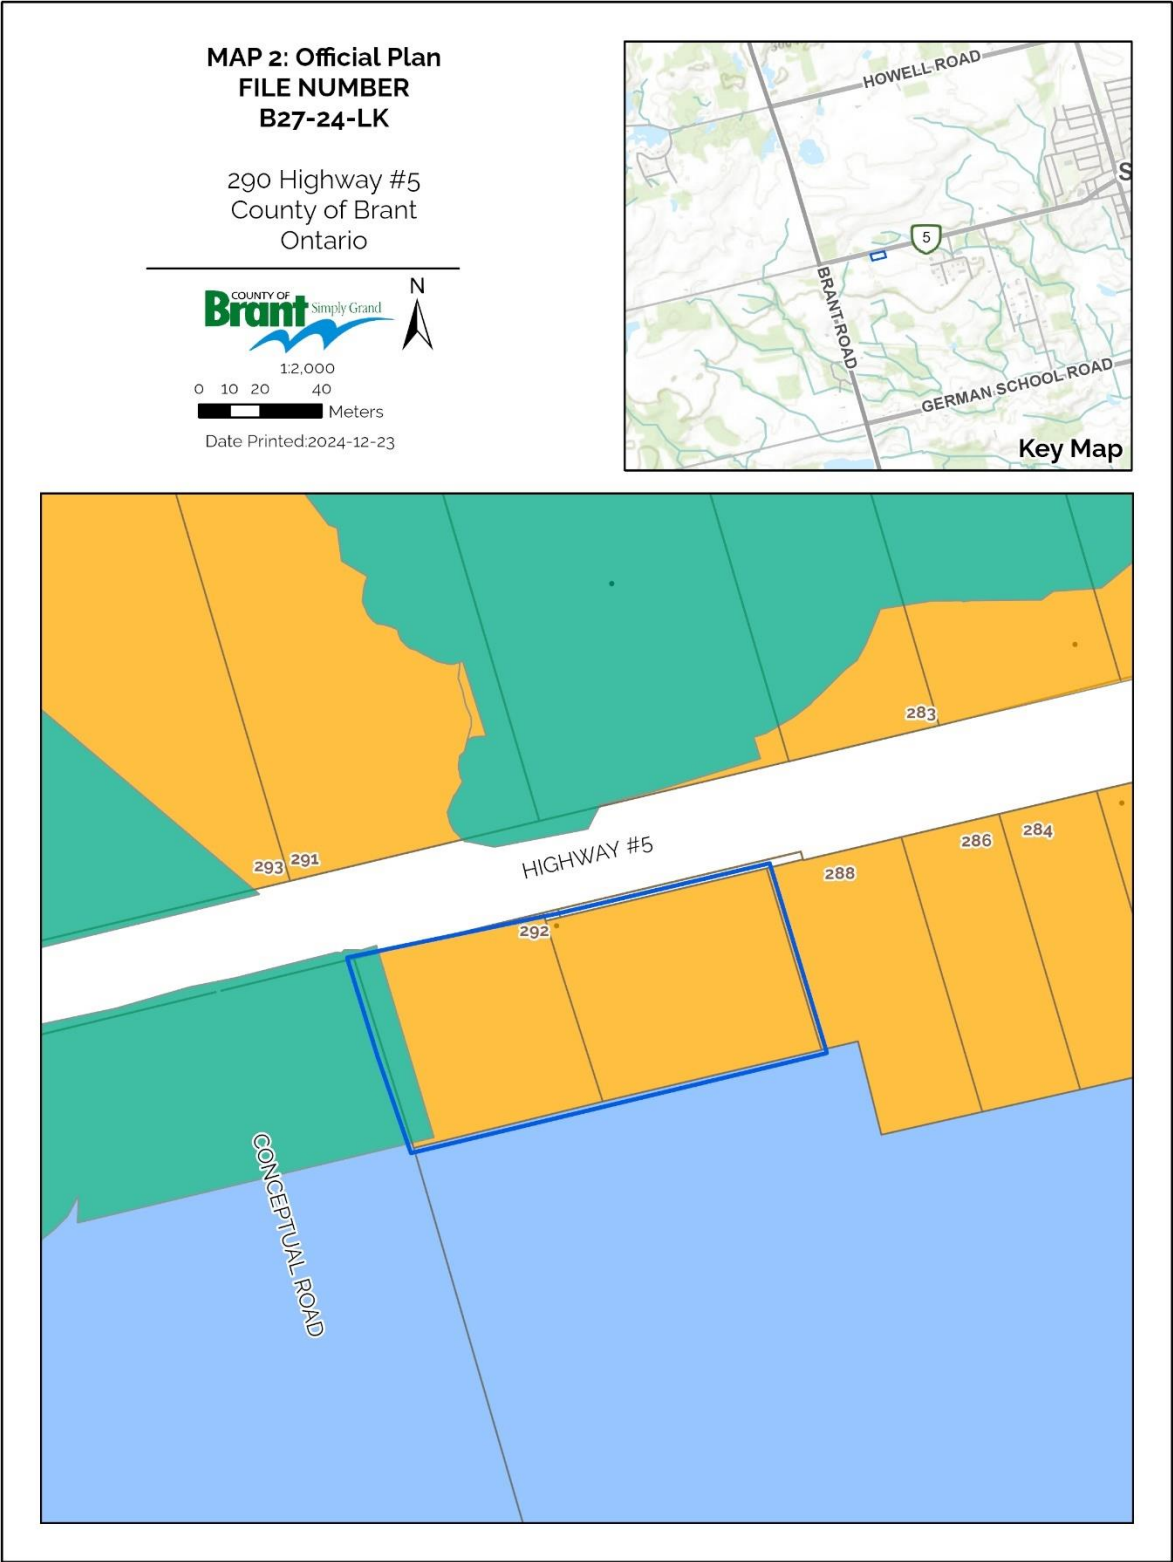 MAP 2: Official Plan
FILE NUMBER
B27-24-LK
290 Highway #5
County of Brant
Ontario
COUNTY OF
Brant Simply Grand
N
1:2,000
0 10 20 40
Meters
Date Printed:2024-12-23
HOWELL ROAD
S
5
BRANT ROAD
GERMAN SCHOOL ROAD
Key Map
283
293 291
HIGHWAY #5
286 284
288
292
CONCEPTUAL ROAD